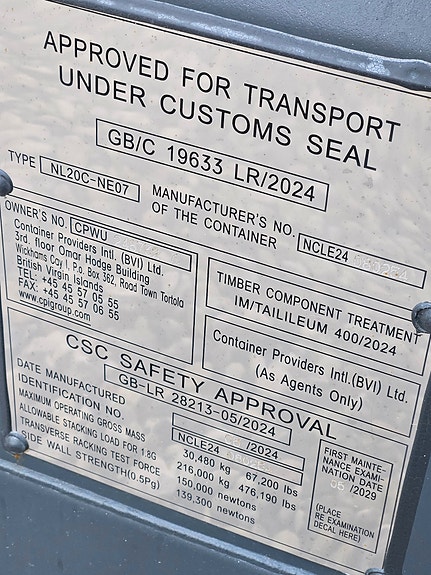 APPROVED FOR TRANSPORT
UNDER CUSTOMS SEAL
GB/C 19633 LR/2024
TYPE NL20C-NE07
MANUFACTURER'S NO.
OF THE CONTAINER NCLE24
OWNER'S NO. CPWU
Container Providers Intl. (BVI) Ltd.
3rd. floor Omar Hodge Building
Wickhams Cay I, P.o. Box 362, Road Town Tortola
British Virgin Islands
TEL: +45 45 57 05 55
FAX: +45 45 57 06 55
www.cpigroup.com
TIMBER COMPONENT TREATMENT
IM/TAILILEUM 400/2024
Container Providers Intl.(BVI) Ltd.
(As Agents Only)
CSC SAFETY APPROVAL
GB-LR 28213-05/2024
DATE MANUFACTURED /2024
IDENTIFICATION NO. NCLE24
MAXIMUM OPERATING GROSS MASS 30,480 kg 67,200 lbs
ALLOWABLE STACKING LOAD FOR 1.8G 216,000 kg 476,190 lbs
TRANSVERSE RACKING TEST FORCE 150,000 newtons
SIDE WALL STRENGTH(0.5Pg) 139,300 newtons
FIRST MAINTE-
NANCE EXAMI-
NATION DATE
/2029
(PLACE
RE EXAMINATION
DECAL HERE)